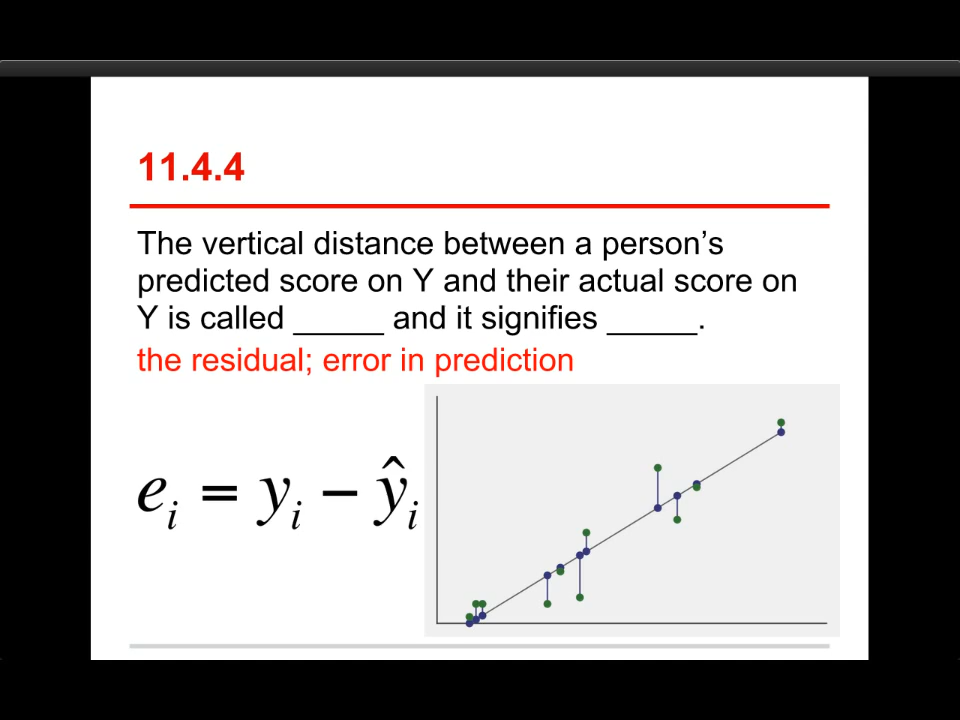 11.4.4
The vertical distance between a person’s
predicted score on Y and their actual score on
Y is called _____ and it signifies _____.
the residual; error in prediction
eᵢ = yᵢ − ŷᵢ